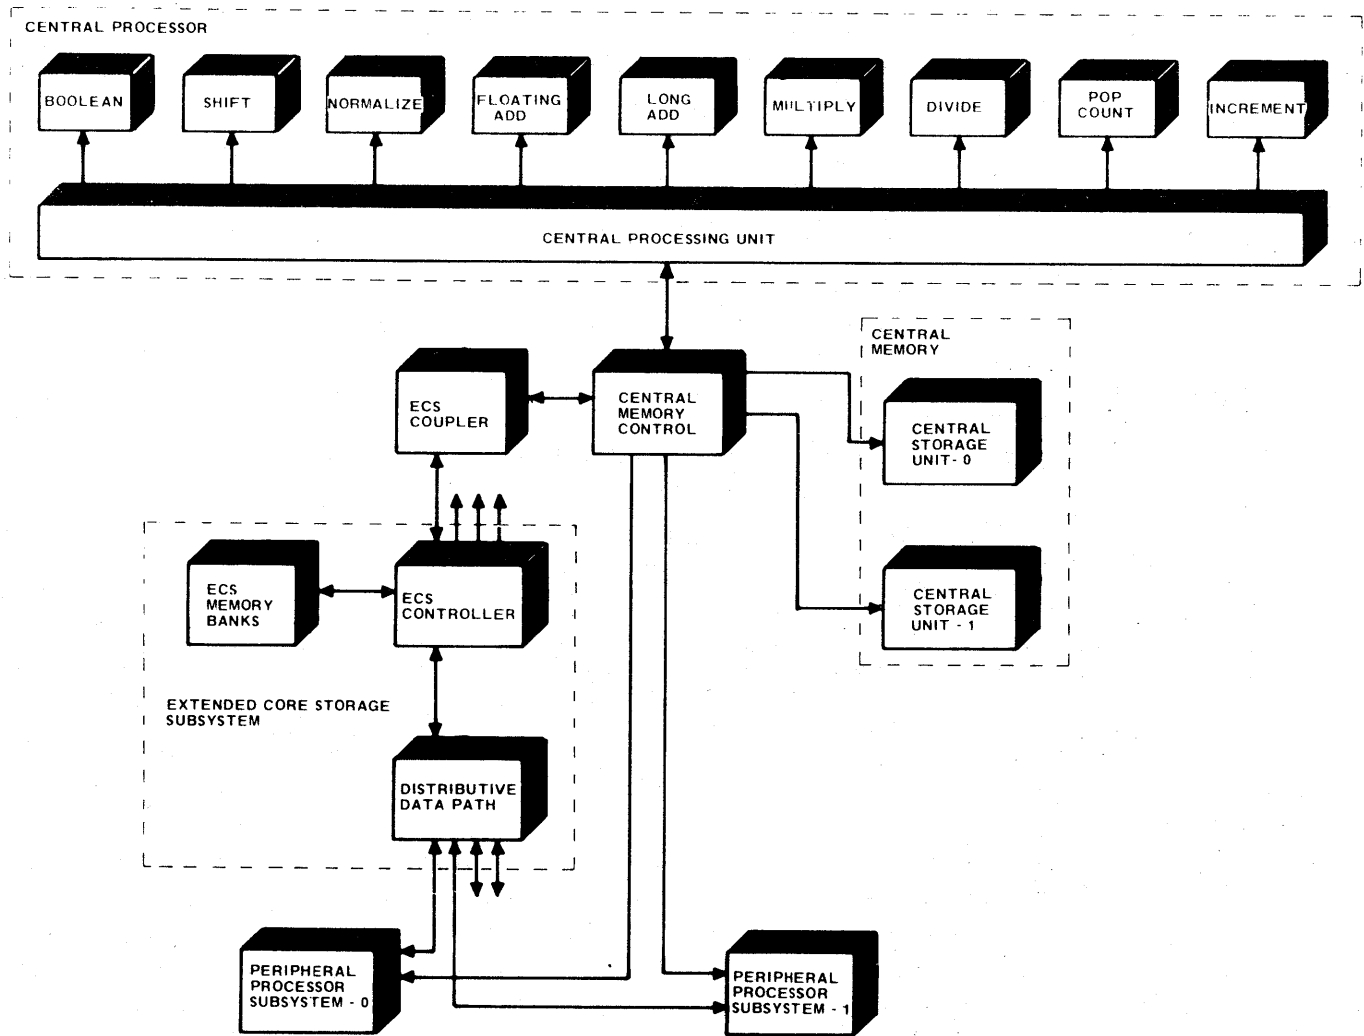 CENTRAL PROCESSOR
BOOLEAN
SHIFT
NORMALIZE
FLOATING
ADD
LONG
ADD
MULTIPLY
DIVIDE
POP
COUNT
INCREMENT
CENTRAL PROCESSING UNIT
ECS
COUPLER
CENTRAL
MEMORY
CONTROL
CENTRAL
MEMORY
CENTRAL
STORAGE
UNIT - 0
CENTRAL
STORAGE
UNIT - 1
ECS
MEMORY
BANKS
ECS
CONTROLLER
EXTENDED CORE STORAGE
SUBSYSTEM
DISTRIBUTIVE
DATA PATH
PERIPHERAL
PROCESSOR
SUBSYSTEM - 0
PERIPHERAL
PROCESSOR
SUBSYSTEM - 1